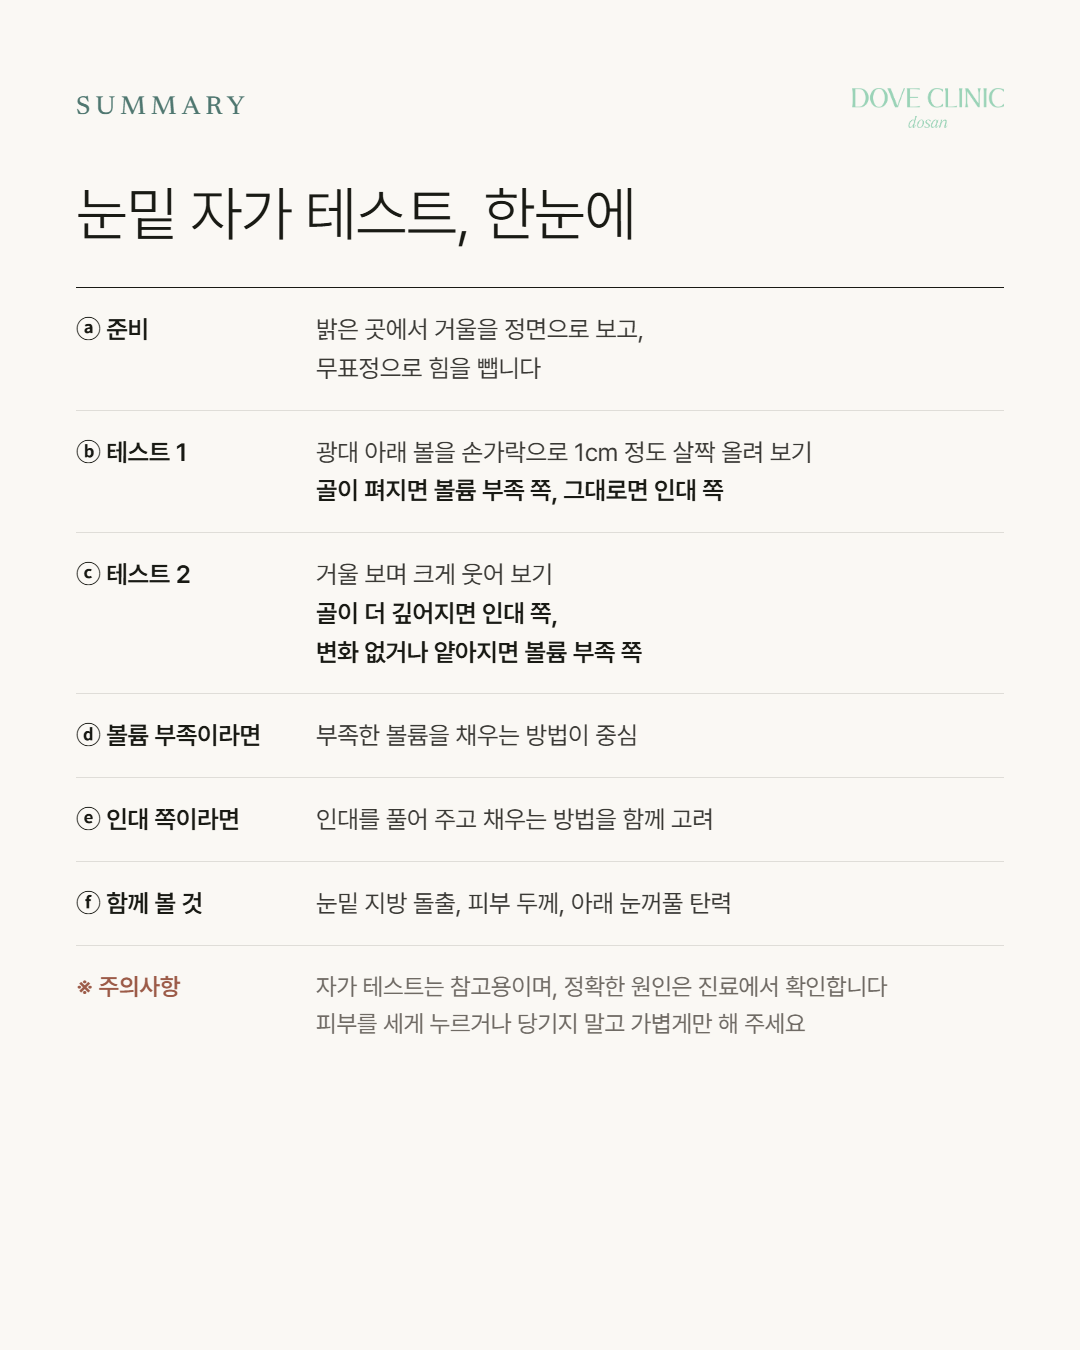 SUMMARY
DOVE CLINIC
dosan
눈밑 자가 테스트, 한눈에
ⓐ 준비
밝은 곳에서 거울을 정면으로 보고,
무표정으로 힘을 뺍니다
ⓑ 테스트 1
광대 아래 볼을 손가락으로 1cm 정도 살짝 올려 보기
골이 펴지면 볼륨 부족 쪽, 그대로면 인대 쪽
ⓒ 테스트 2
거울 보며 크게 웃어 보기
골이 더 깊어지면 인대 쪽,
변화 없거나 얕아지면 볼륨 부족 쪽
ⓓ 볼륨 부족이라면
부족한 볼륨을 채우는 방법이 중심
ⓔ 인대 쪽이라면
인대를 풀어 주고 채우는 방법을 함께 고려
ⓕ 함께 볼 것
눈밑 지방 돌출, 피부 두께, 아래 눈꺼풀 탄력
※ 주의사항
자가 테스트는 참고용이며, 정확한 원인은 진료에서 확인합니다
피부를 세게 누르거나 당기지 말고 가볍게만 해 주세요